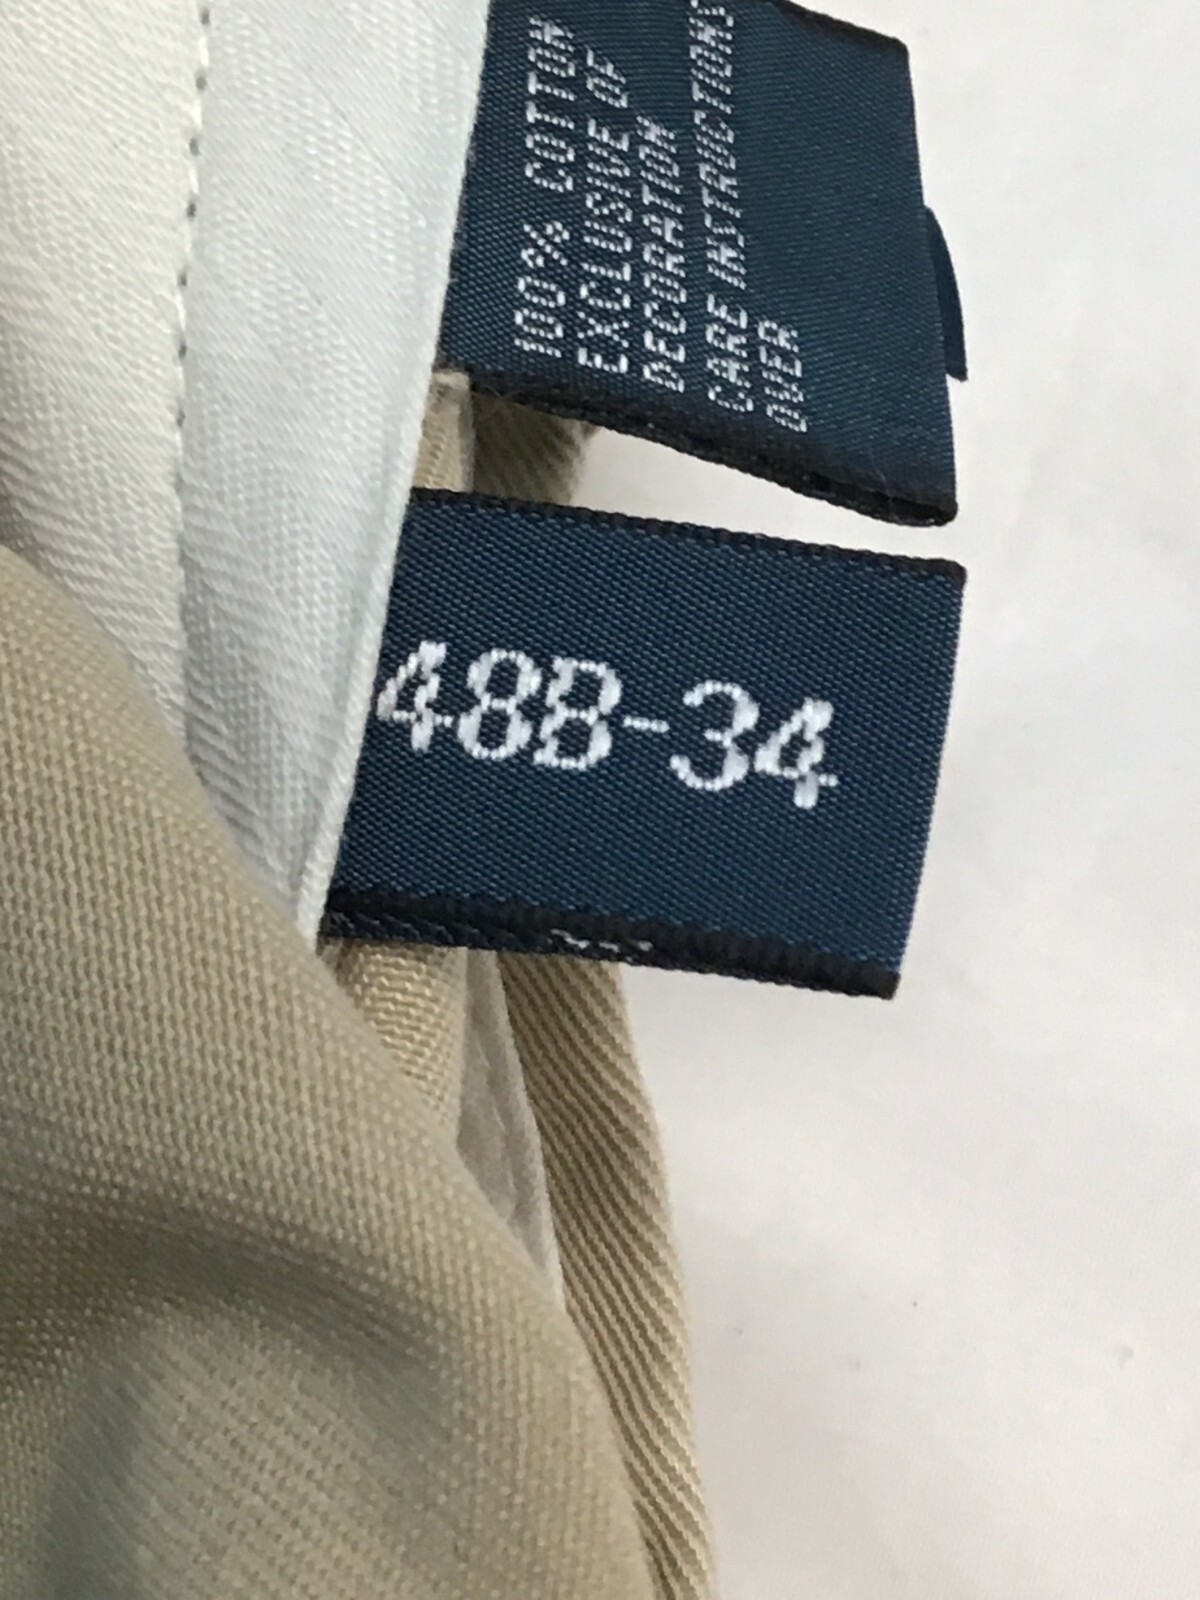 100% COTTON
EXCLUSIVE OF
DECORATION
CARE INSTRUCTIONS
OVER
48B-34